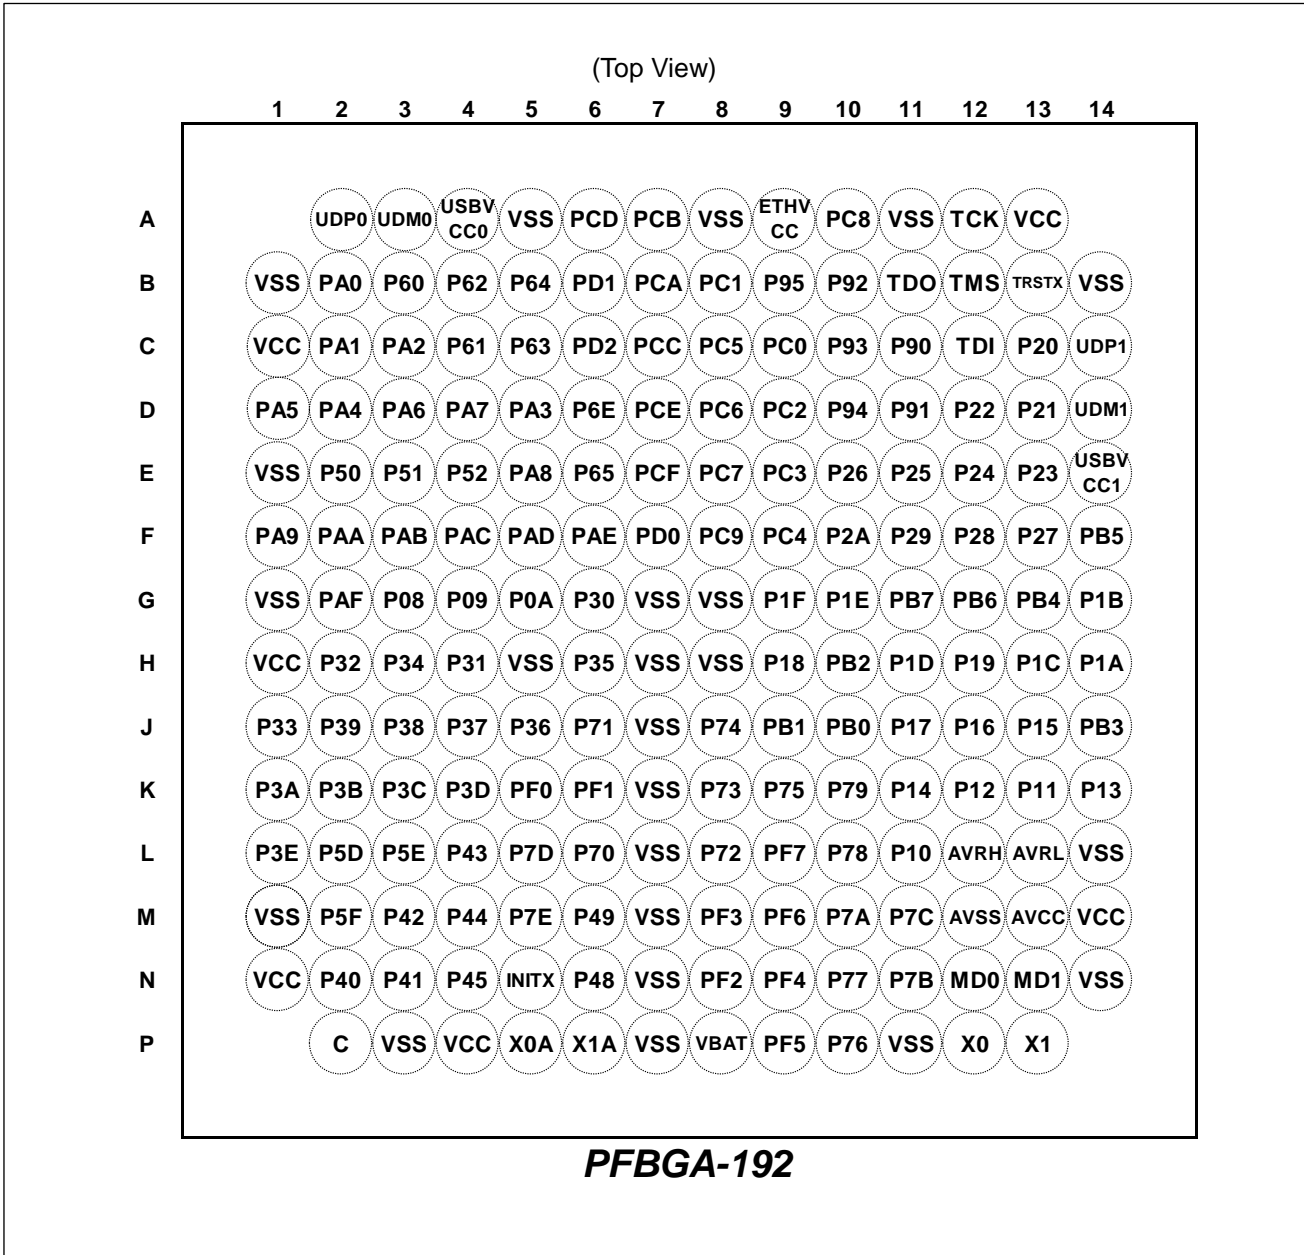 (Top View)
1 2 3 4 5 6 7 8 9 10 11 12 13 14
A UDP0 UDM0 USBV CC0 VSS PCD PCB VSS ETHV CC PC8 VSS TCK VCC
B VSS PA0 P60 P62 P64 PD1 PCA PC1 P95 P92 TDO TMS TRSTX VSS
C VCC PA1 PA2 P61 P63 PD2 PCC PC5 PC0 P93 P90 TDI P20 UDP1
D PA5 PA4 PA6 PA7 PA3 P6E PCE PC6 PC2 P94 P91 P22 P21 UDM1
E VSS P50 P51 P52 PA8 P65 PCF PC7 PC3 P26 P25 P24 P23 USBV CC1
F PA9 PAA PAB PAC PAD PAE PD0 PC9 PC4 P2A P29 P28 P27 PB5
G VSS PAF P08 P09 P0A P30 VSS VSS P1F P1E PB7 PB6 PB4 P1B
H VCC P32 P34 P31 VSS P35 VSS VSS P18 PB2 P1D P19 P1C P1A
J P33 P39 P38 P37 P36 P71 VSS P74 PB1 PB0 P17 P16 P15 PB3
K P3A P3B P3C P3D PF0 PF1 VSS P73 P75 P79 P14 P12 P11 P13
L P3E P5D P5E P43 P7D P70 VSS P72 PF7 P78 P10 AVRH AVRL VSS
M VSS P5F P42 P44 P7E P49 VSS PF3 PF6 P7A P7C AVSS AVCC VCC
N VCC P40 P41 P45 INITX P48 VSS PF2 PF4 P77 P7B MD0 MD1 VSS
P C VSS VCC X0A X1A VSS VBAT PF5 P76 VSS X0 X1
PFBGA-192